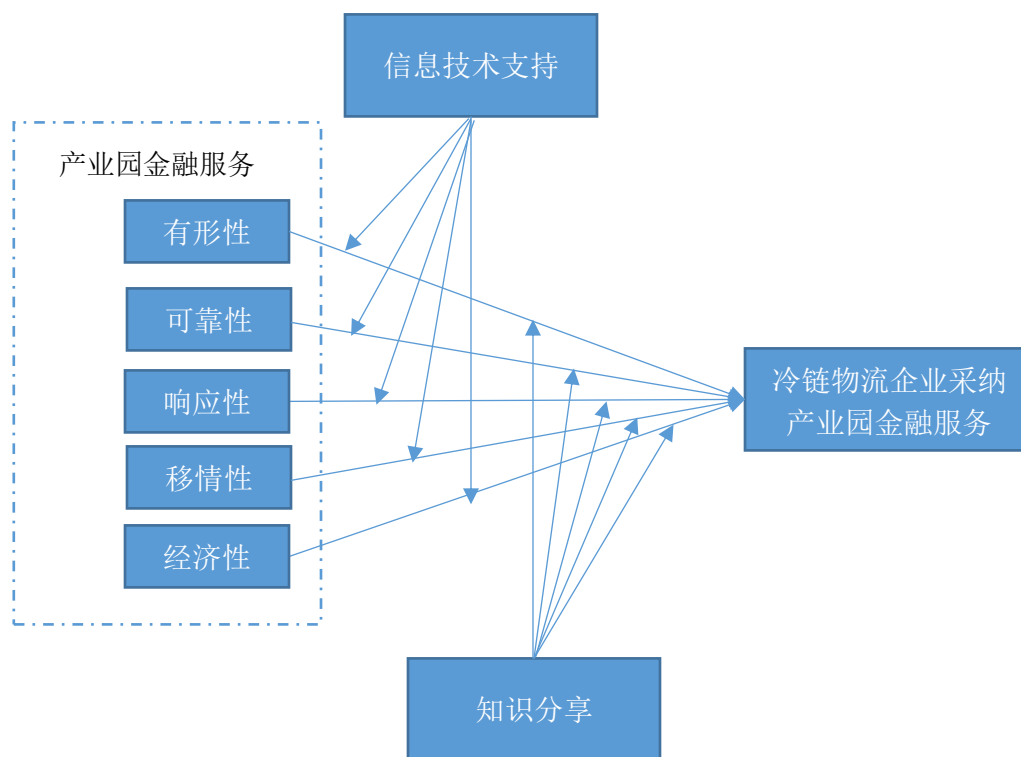 信息技术支持
产业园金融服务
有形性
可靠性
响应性
移情性
经济性
冷链物流企业采纳
产业园金融服务
知识分享